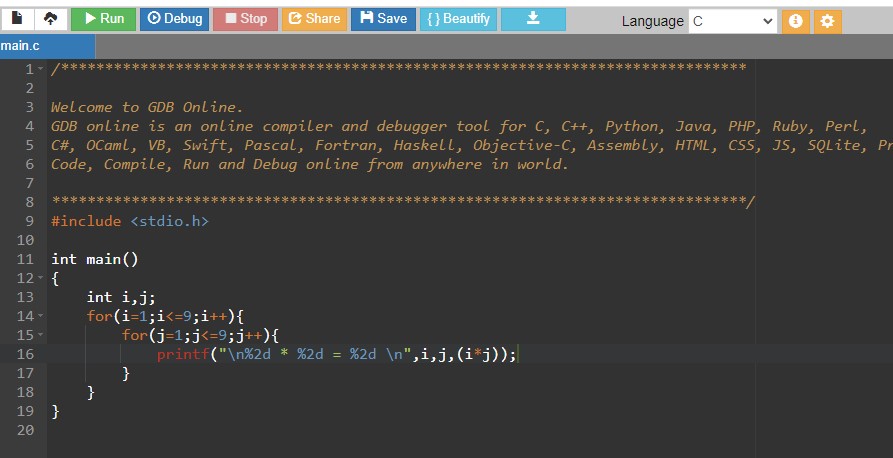 Run Debug Stop Share Save { } Beautify Language C
main.c
1 /******************************************************************************
2
3 Welcome to GDB Online.
4 GDB online is an online compiler and debugger tool for C, C++, Python, Java, PHP, Ruby, Perl,
5 C#, OCaml, VB, Swift, Pascal, Fortran, Haskell, Objective-C, Assembly, HTML, CSS, JS, SQLite, Pr
6 Code, Compile, Run and Debug online from anywhere in world.
7
8 *******************************************************************************/
9 #include <stdio.h>
10
11 int main()
12 {
13     int i,j;
14     for(i=1;i<=9;i++){
15         for(j=1;j<=9;j++){
16             printf("\n%2d * %2d = %2d \n",i,j,(i*j));
17         }
18     }
19 }
20